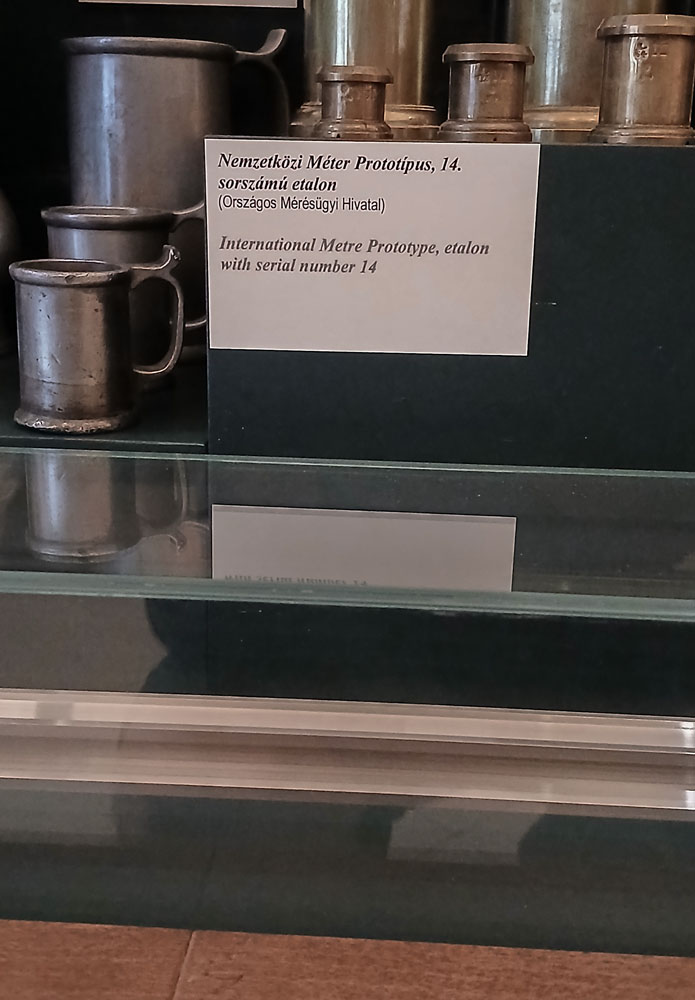 Nemzetközi Méter Prototípus, 14.
sorszámú etalon
(Országos Mérésügyi Hivatal)
International Metre Prototype, etalon
with serial number 14